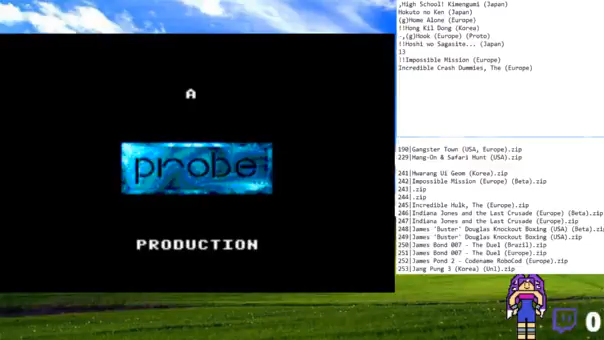 ,High School! Kimengumi (Japan)
Hokuto no Ken (Japan)
(g)Home Alone (Europe)
!!Hong Kil Dong (Korea)
-,(g)Hook (Europe) (Proto)
!!Hoshi wo Sagasite... (Japan)
13
!!Impossible Mission (Europe)
Incredible Crash Dummies, The (Europe)
A
probe
PRODUCTION
190|Gangster Town (USA, Europe).zip
229|Hang-On & Safari Hunt (USA).zip
241|Hwarang Ui Geom (Korea).zip
242|Impossible Mission (Europe) (Beta).zip
243|.zip
244|.zip
245|Incredible Hulk, The (Europe).zip
246|Indiana Jones and the Last Crusade (Europe) (Beta).zip
247|Indiana Jones and the Last Crusade (Europe).zip
248|James 'Buster' Douglas Knockout Boxing (USA) (Beta).zip
249|James 'Buster' Douglas Knockout Boxing (USA).zip
250|James Bond 007 - The Duel (Brazil).zip
251|James Bond 007 - The Duel (Europe).zip
252|James Pond 2 - Codename RoboCod (Europe).zip
253|Jang Pung 3 (Korea) (Unl).zip
0